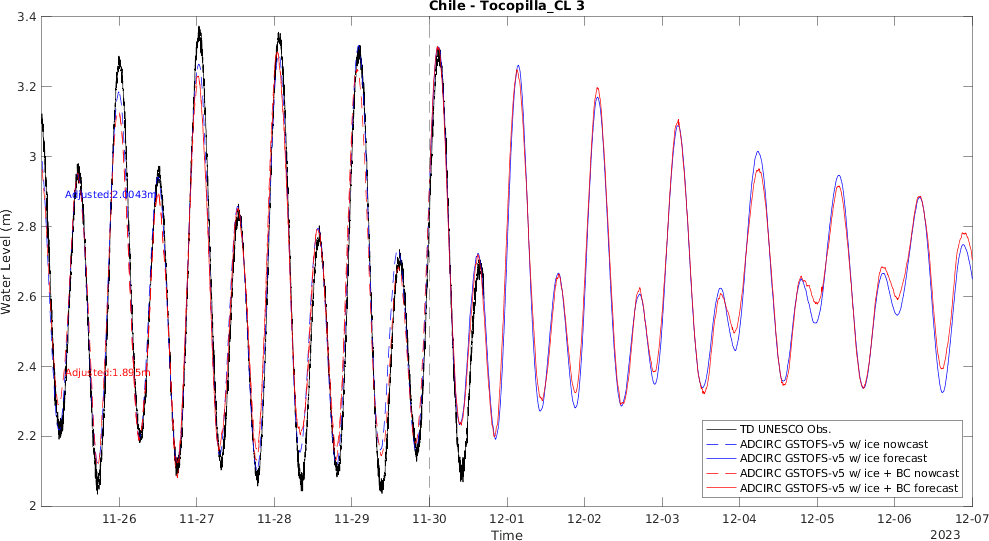 Chile - Tocopilla_CL 3
3.4
3.2
3
2.8
2.6
2.4
2.2
2
Water Level (m)
Adjusted:2.0043m
Adjusted:1.895m
TD UNESCO Obs.
ADCIRC GSTOFS-v5 w/ ice nowcast
ADCIRC GSTOFS-v5 w/ ice forecast
ADCIRC GSTOFS-v5 w/ ice + BC nowcast
ADCIRC GSTOFS-v5 w/ ice + BC forecast
11-26 11-27 11-28 11-29 11-30 12-01 12-02 12-03 12-04 12-05 12-06 12-07
Time
2023